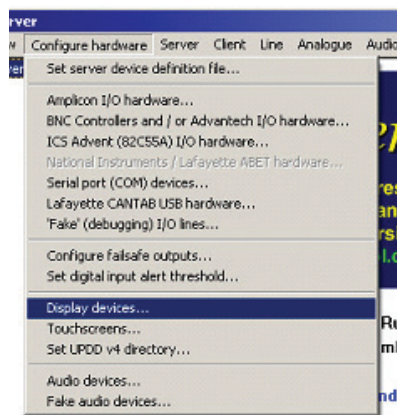 rver
Configure hardware Server Client Line Analogue Audio
Set server device definition file...
Amplicon I/O hardware...
BNC Controllers and / or Advantech I/O hardware...
ICS Advent (82C55A) I/O hardware...
National Instruments / Lafayette ABET hardware...
Serial port (COM) devices...
Lafayette CANTAB USB hardware...
'Fake' (debugging) I/O lines...
Configure failsafe outputs...
Set digital input alert threshold...
Display devices...
Touchscreens...
Set UPDD v4 directory...
Audio devices...
Fake audio devices...